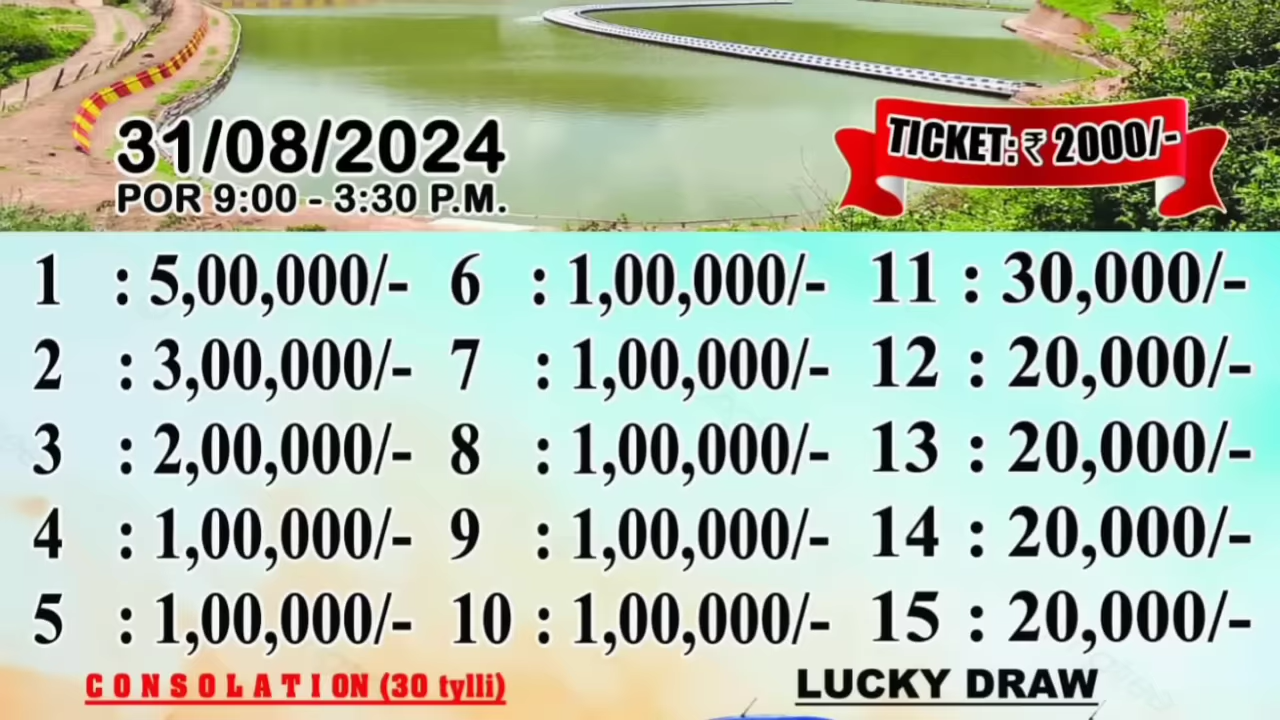 31/08/2024
POR 9:00 - 3:30 P.M.
TICKET: ₹ 2000/-
1 : 5,00,000/- 6 : 1,00,000/- 11 : 30,000/-
2 : 3,00,000/- 7 : 1,00,000/- 12 : 20,000/-
3 : 2,00,000/- 8 : 1,00,000/- 13 : 20,000/-
4 : 1,00,000/- 9 : 1,00,000/- 14 : 20,000/-
5 : 1,00,000/- 10 : 1,00,000/- 15 : 20,000/-
CONSOLATION (30 tylli)
LUCKY DRAW